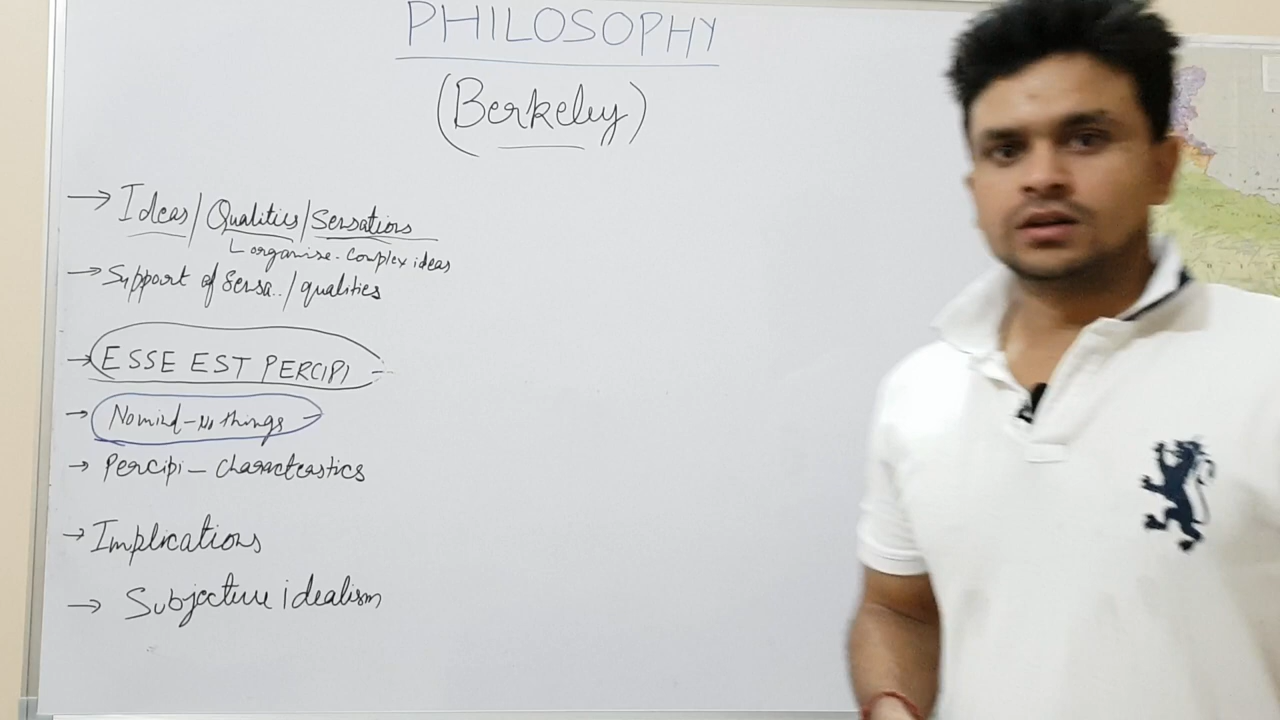 PHILOSOPHY
(Berkeley)
→ Ideas/Qualities/Sensations
organise - Complex ideas
→ Support of Sensa../qualities
→ ESSE EST PERCIPI
→ No mind - No things
→ Percipi - Characteristics
→ Implications
→ Subjective idealism